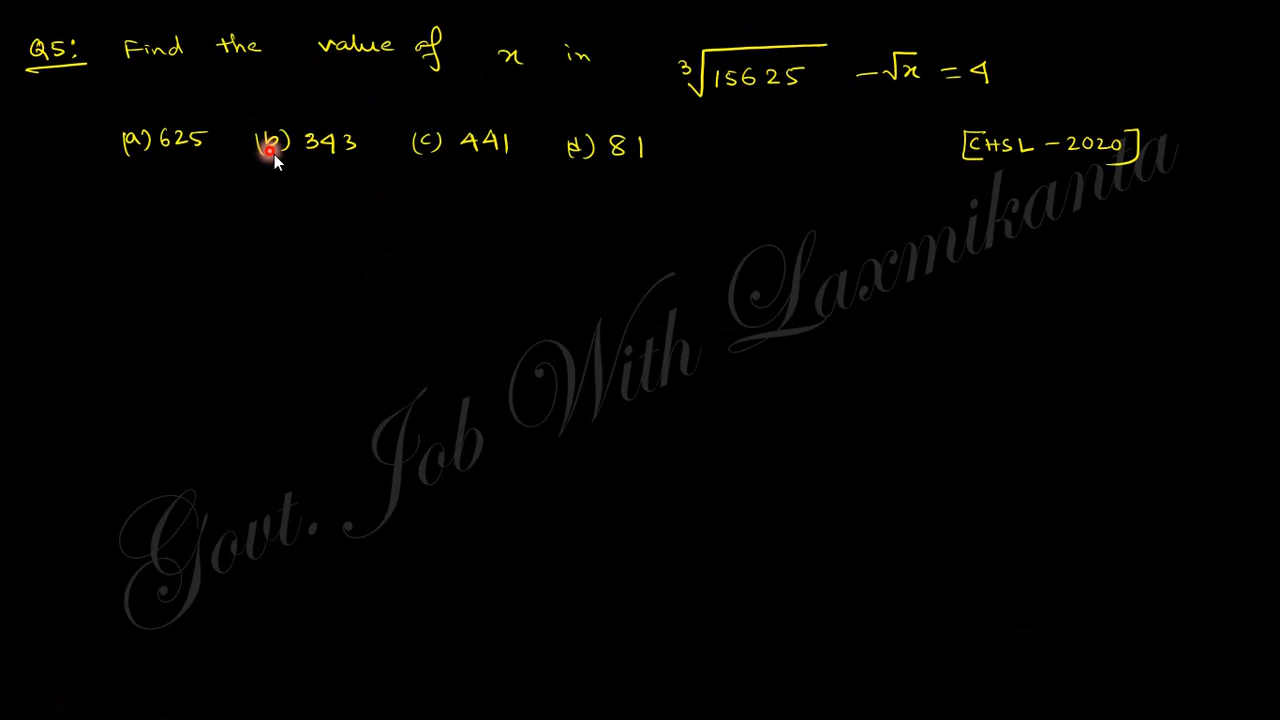 Q5: Find the value of x in ∛15625 - √x = 4
(a) 625 (b) 343 (c) 441 (d) 81 [CHSL - 2020]
Govt. Job With Laxmikanta